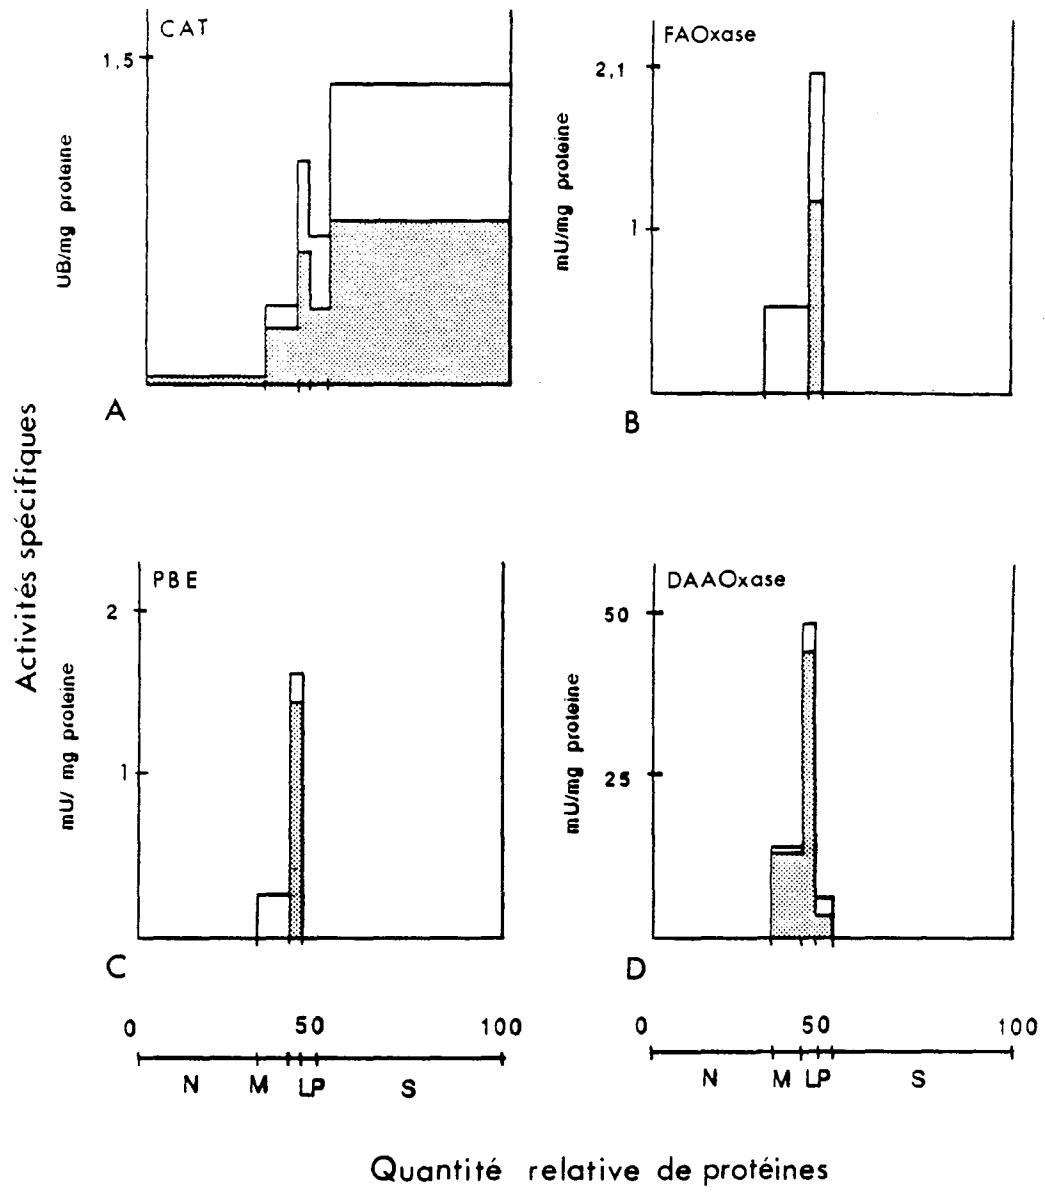 CAT
1,5
UB/mg proteine
A
FAOxase
2,1
1
mU/mg proteine
B
Activités spécifiques
PBE
2
1
mU/ mg proteine
C
DAAOxase
50
25
mU/mg proteine
D
0 50 100
N M LP S
0 50 100
N M LP S
Quantité relative de protéines